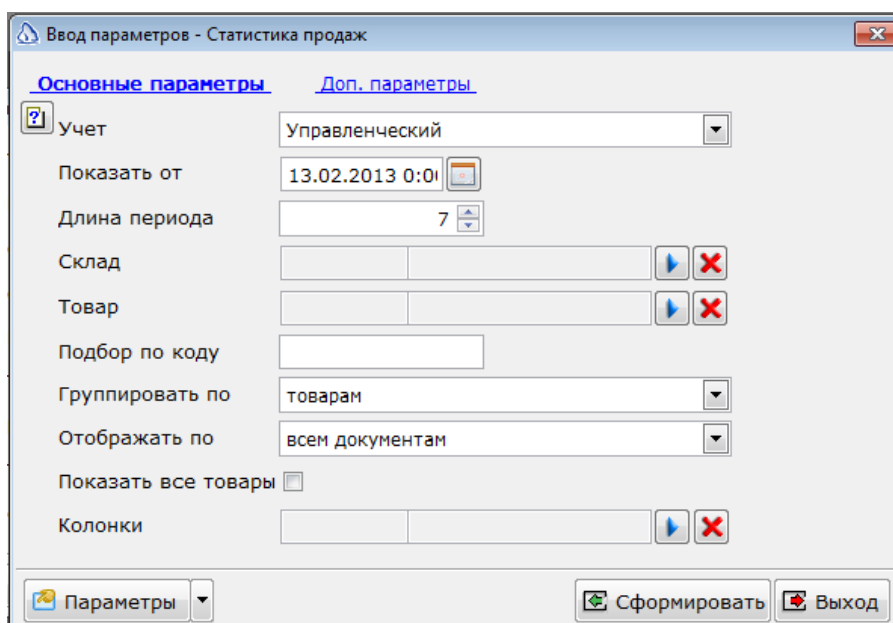 Ввод параметров - Статистика продаж
Основные параметры Доп. параметры
Учет Управленческий
Показать от 13.02.2013 0:0
Длина периода 7
Склад
Товар
Подбор по коду
Группировать по товарам
Отображать по всем документам
Показать все товары
Колонки
Параметры Сформировать Выход